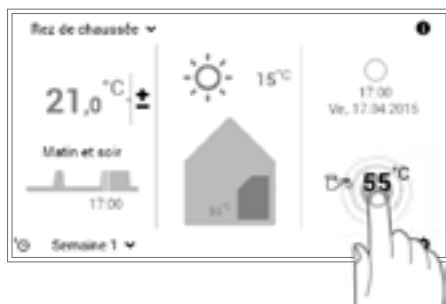 Rez de chaussée
21,0 °C ±
15°C
17:00
Ve, 17.04.2015
Matin et soir
17:00
55 °C
Semaine 1